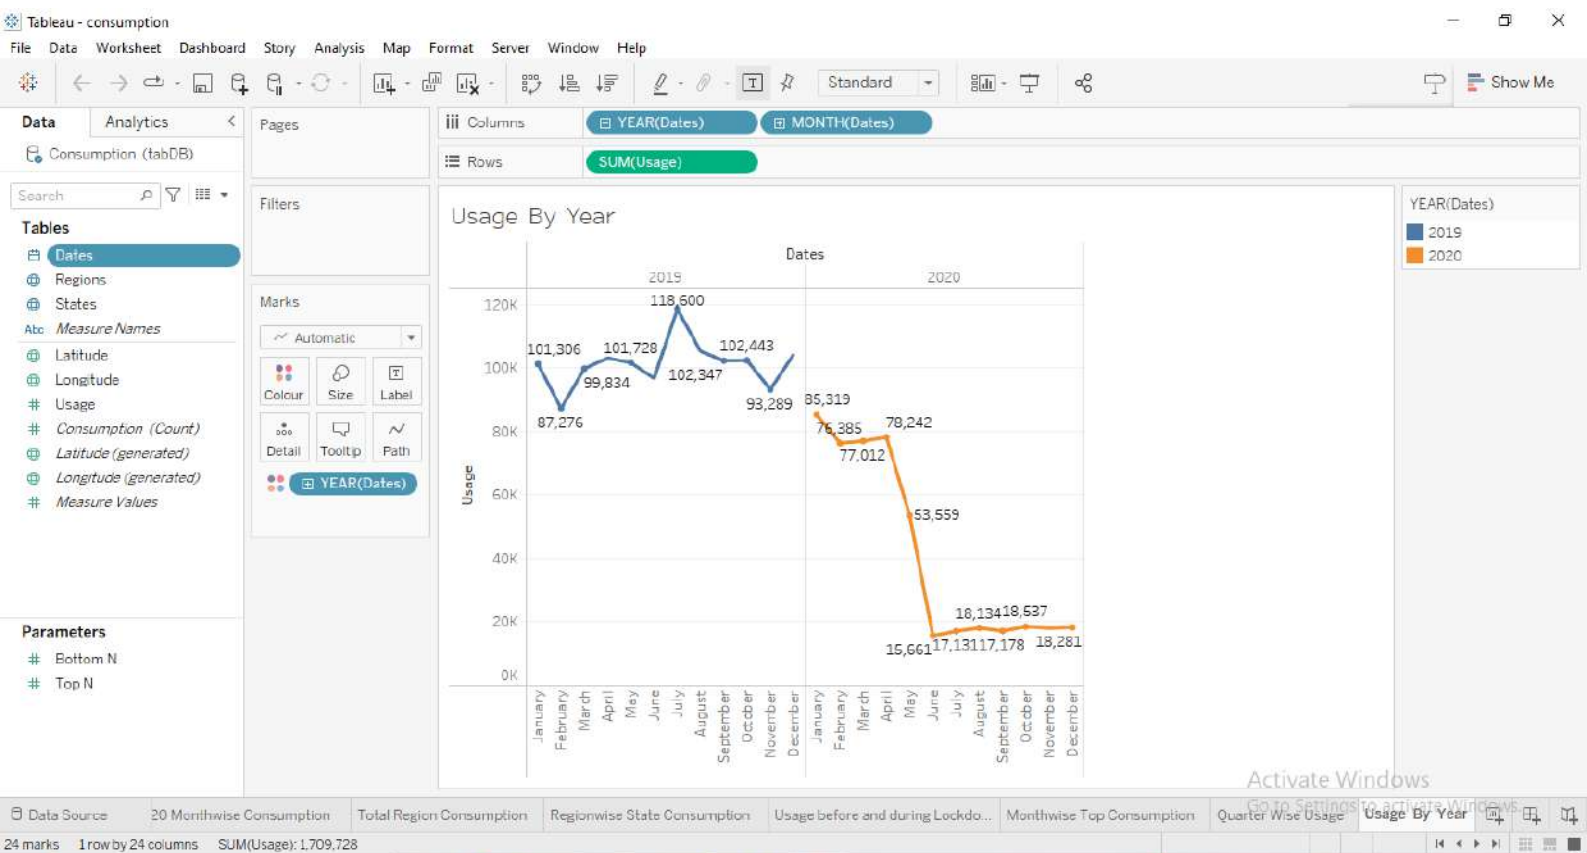 Tableau - consumption
File Data Worksheet Dashboard Story Analysis Map Format Server Window Help
Standard
Show Me
Data Analytics
Consumption (tabDB)
Search
Tables
Dates
Regions
States
Abc Measure Names
Latitude
Longitude
# Usage
# Consumption (Count)
Latitude (generated)
Longitude (generated)
# Measure Values
Parameters
# Bottom N
# Top N
Pages
Filters
Marks
Automatic
Colour Size Label
Detail Tooltip Path
YEAR(Dates)
Columns YEAR(Dates) MONTH(Dates)
Rows SUM(Usage)
Usage By Year
Dates
2019 2020
Usage
120K
100K
80K
60K
40K
20K
0K
118,600
101,306 101,728 102,443
99,834 102,347
87,276 93,289
85,319
76,385 78,242
77,012
53,559
18,134 18,537
15,661 17,131 17,178 18,281
January February March April May June July August September October November December
January February March April May June July August September October November December
YEAR(Dates)
2019
2020
Activate Windows
Go to Settings to activate Windows.
Data Source 20 Monthwise Consumption Total Region Consumption Regionwise State Consumption Usage before and during Lockdo... Monthwise Top Consumption Quarter Wise Usage Usage By Year
24 marks 1 row by 24 columns SUM(Usage): 1,709,728